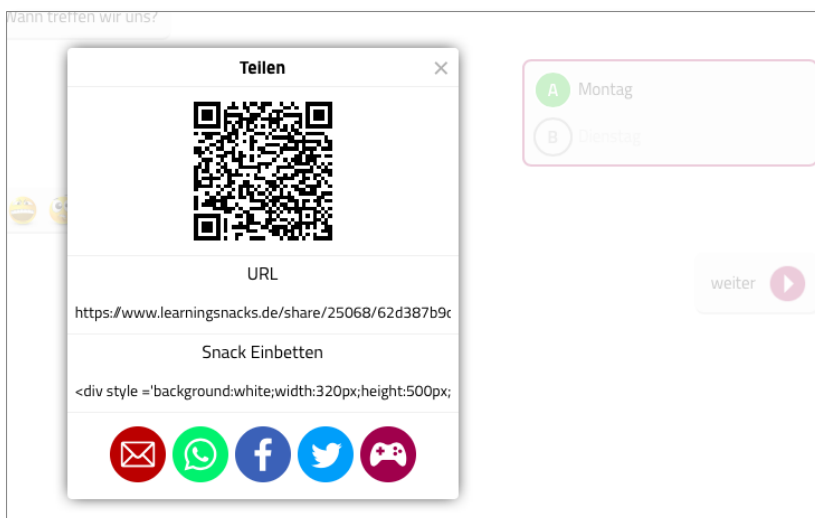 Wann treffen wir uns?
Teilen
A Montag
B Dienstag
URL
https://www.learningsnacks.de/share/25068/62d387b9c
weiter
Snack Einbetten
<div style ='background:white;width:320px;height:500px;